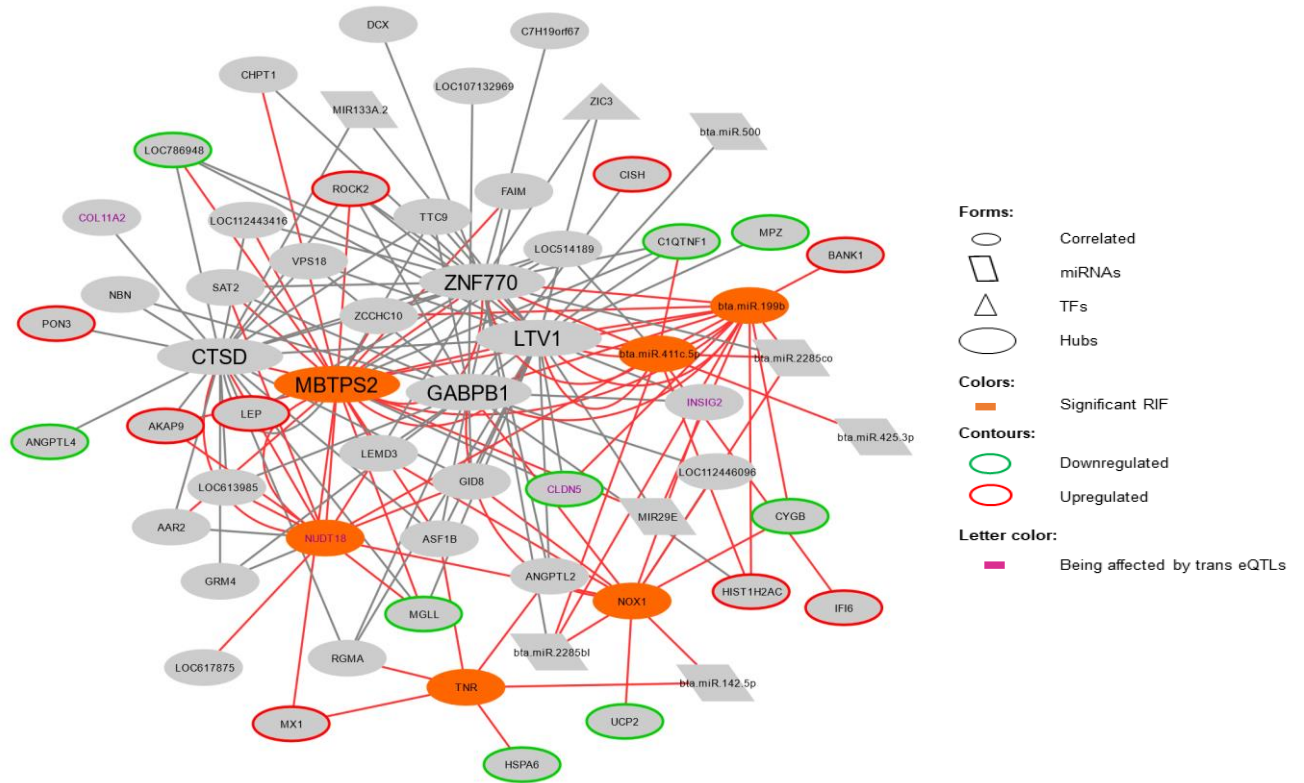 DCX
C7H19orf67
CHPT1
LOC107132969
MIR133A.2
ZIC3
bta.miR.500
LOC786948
ROCK2
CISH
FAIM
COL11A2
LOC112443416
TTC9
LOC514189
C1QTNF1
MPZ
BANK1
VPS18
NBN
SAT2
ZNF770
bta.miR.199b
PON3
ZCCHC10
LTV1
CTSD
bta.miR.411c.5p
bta.miR.2285co
MBTPS2
GABPB1
INSIG2
AKAP9
LEP
bta.miR.425.3p
ANGPTL4
LEMD3
LOC112446096
LOC613985
GID8
CLDN5
MIR29E
CYGB
AAR2
NUDT18
ASF1B
GRM4
ANGPTL2
NOX1
HIST1H2AC
IFI6
MGLL
LOC617875
RGMA
bta.miR.2285bl
TNR
bta.miR.142.5p
MX1
UCP2
HSPA6
Forms:
Correlated
miRNAs
TFs
Hubs
Colors:
Significant RIF
Contours:
Downregulated
Upregulated
Letter color:
Being affected by trans eQTLs